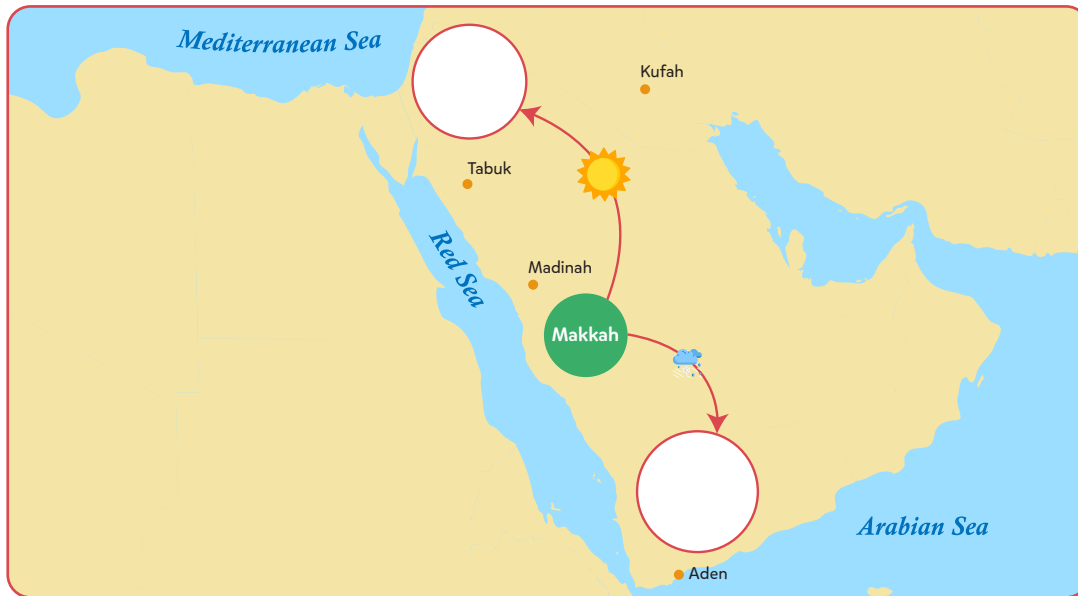 Mediterranean Sea
Kufah
Tabuk
Red Sea
Madinah
Makkah
Arabian Sea
Aden